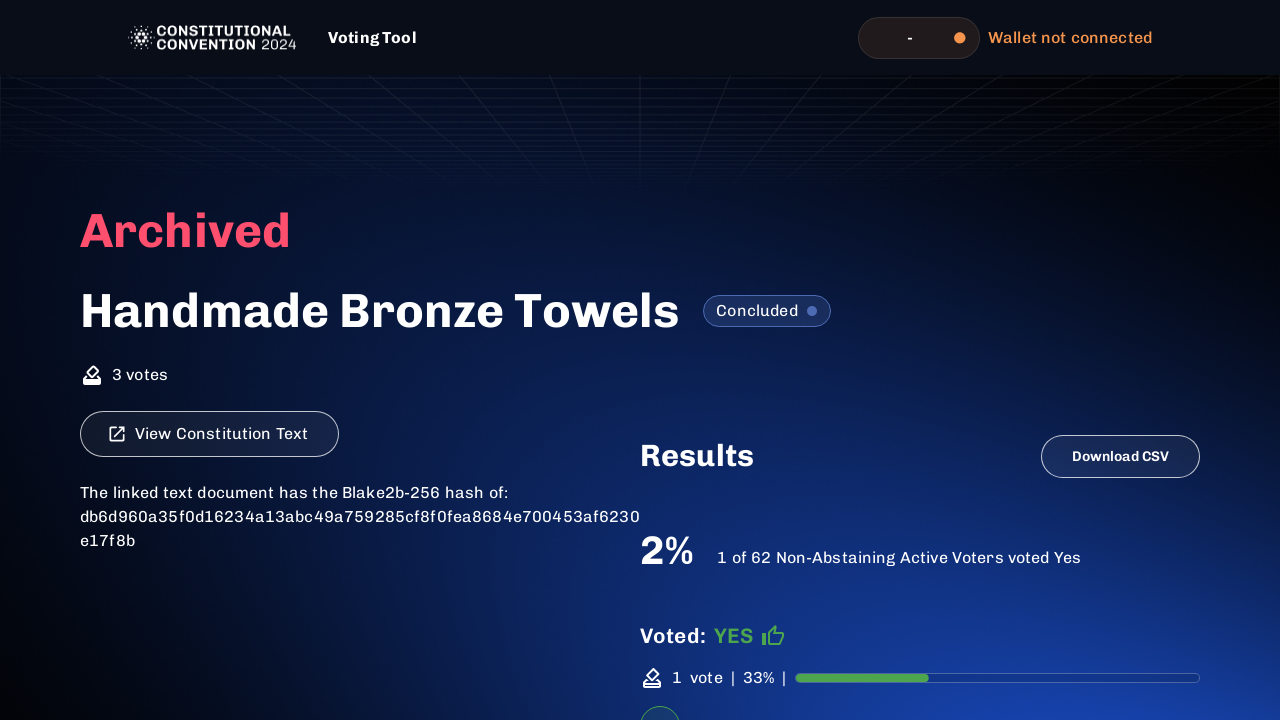 CONSTITUTIONAL
CONVENTION 2024
Voting Tool
-
Wallet not connected
Archived
Handmade Bronze Towels
Concluded
3 votes
View Constitution Text
The linked text document has the Blake2b-256 hash of:
db6d960a35f0d16234a13abc49a759285cf8f0fea8684e700453af6230
e17f8b
Results
Download CSV
2%
1 of 62 Non-Abstaining Active Voters voted Yes
Voted: YES
1 vote | 33% |